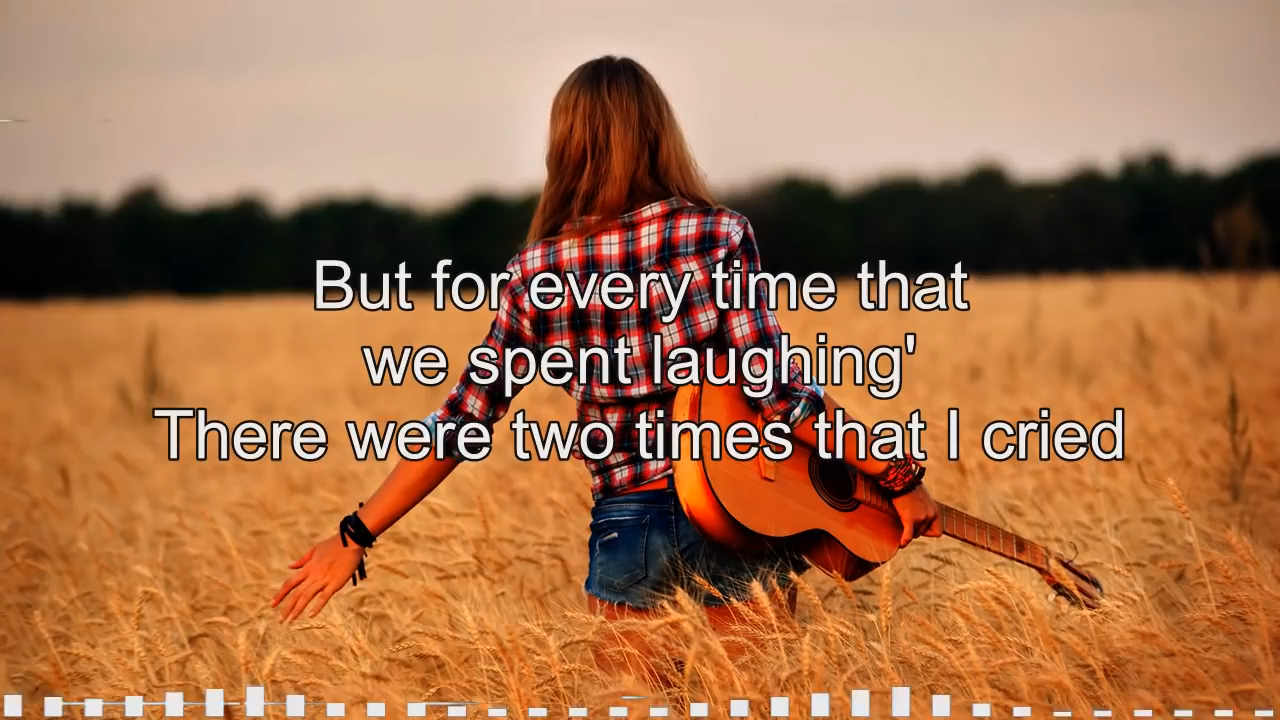 But for every time that
we spent laughing'
There were two times that I cried